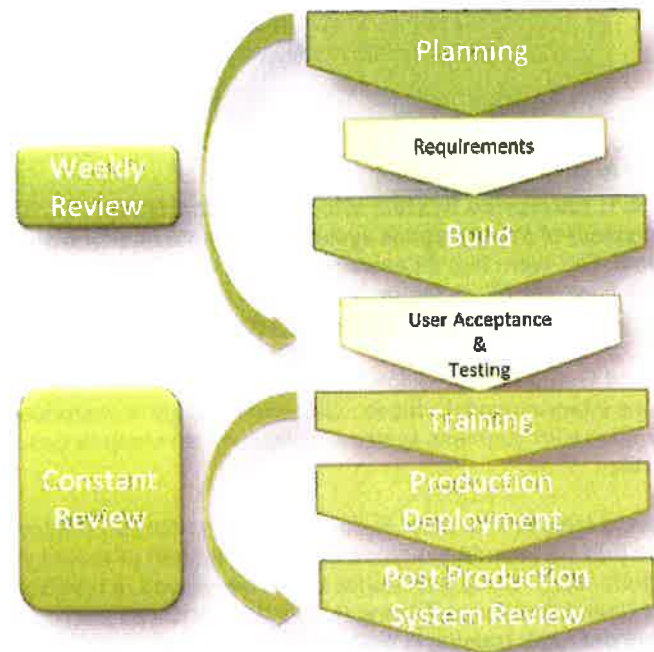 Planning
Requirements
Weekly
Review
Build
User Acceptance
&
Testing
Training
Constant
Review
Production
Deployment
Post Production
System Review